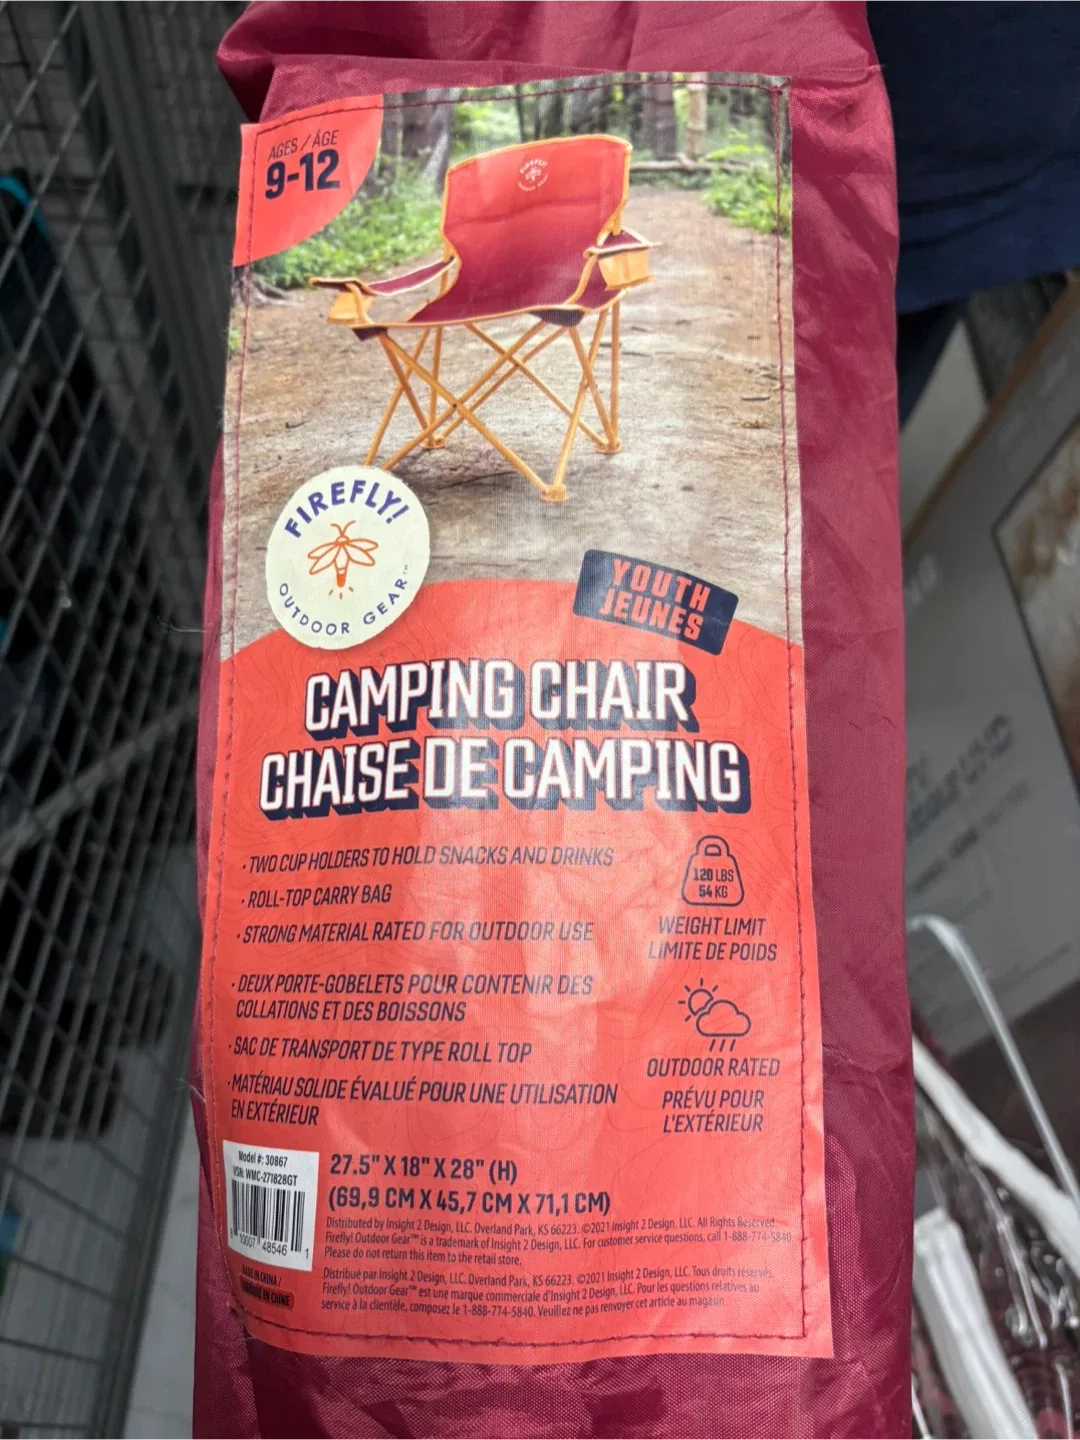 AGES / ÂGE
9-12
FIREFLY!
OUTDOOR GEAR™
YOUTH
JEUNES
CAMPING CHAIR
CHAISE DE CAMPING
· TWO CUP HOLDERS TO HOLD SNACKS AND DRINKS
· ROLL-TOP CARRY BAG
· STRONG MATERIAL RATED FOR OUTDOOR USE
· DEUX PORTE-GOBELETS POUR CONTENIR DES
COLLATIONS ET DES BOISSONS
· SAC DE TRANSPORT DE TYPE ROLL TOP
· MATÉRIAU SOLIDE ÉVALUÉ POUR UNE UTILISATION
EN EXTÉRIEUR
120 LBS
54 KG
WEIGHT LIMIT
LIMITE DE POIDS
OUTDOOR RATED
PRÉVU POUR
L'EXTÉRIEUR
Model #: 30867
VSN: WMC-271828GT
8 10007 48546 1
MADE IN CHINA /
FABRIQUÉ EN CHINE
27.5" X 18" X 28" (H)
(69,9 CM X 45,7 CM X 71,1 CM)
Distributed by Insight 2 Design, LLC. Overland Park, KS 66223. ©2021 Insight 2 Design. LLC. All Rights Reserved.
Firefly! Outdoor Gear™ is a trademark of Insight 2 Design, LLC. For customer service questions, call 1-888-774-5840.
Please do not return this item to the retail store.
Distribué par Insight 2 Design, LLC. Overland Park, KS 66223. ©2021 Insight 2 Design, LLC. Tous droits réservés.
Firefly! Outdoor Gear™ est une marque commerciale d'Insight 2 Design, LLC. Pour les questions relatives au
service à la clientèle, composez le 1-888-774-5840. Veuillez ne pas renvoyer cet article au magasin.